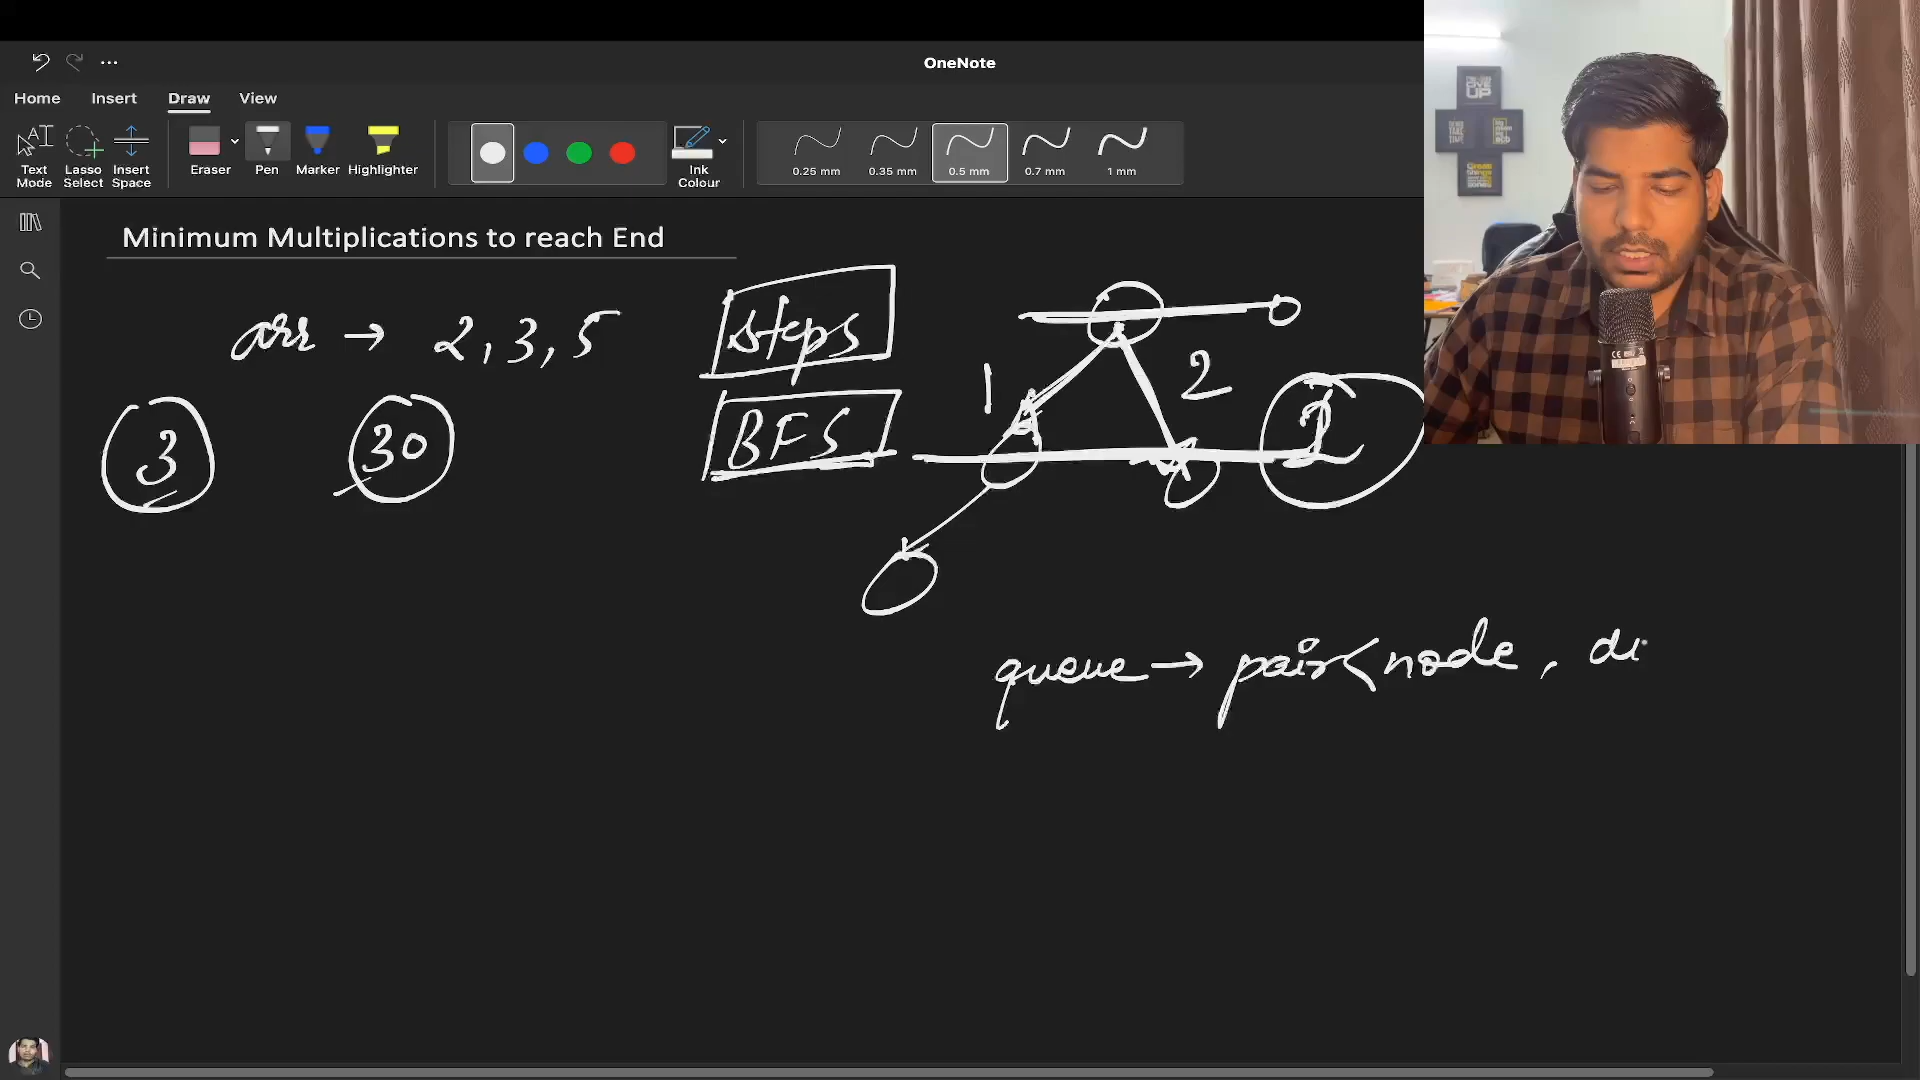 OneNote
Home Insert Draw View
Text Mode
Lasso Select
Insert Space
Eraser
Pen
Marker
Highlighter
Ink Colour
0.25 mm
0.35 mm
0.5 mm
0.7 mm
1 mm
Minimum Multiplications to reach End
arr → 2, 3, 5
steps
3 30
BFS
1 2
0
queue → pair<node, di